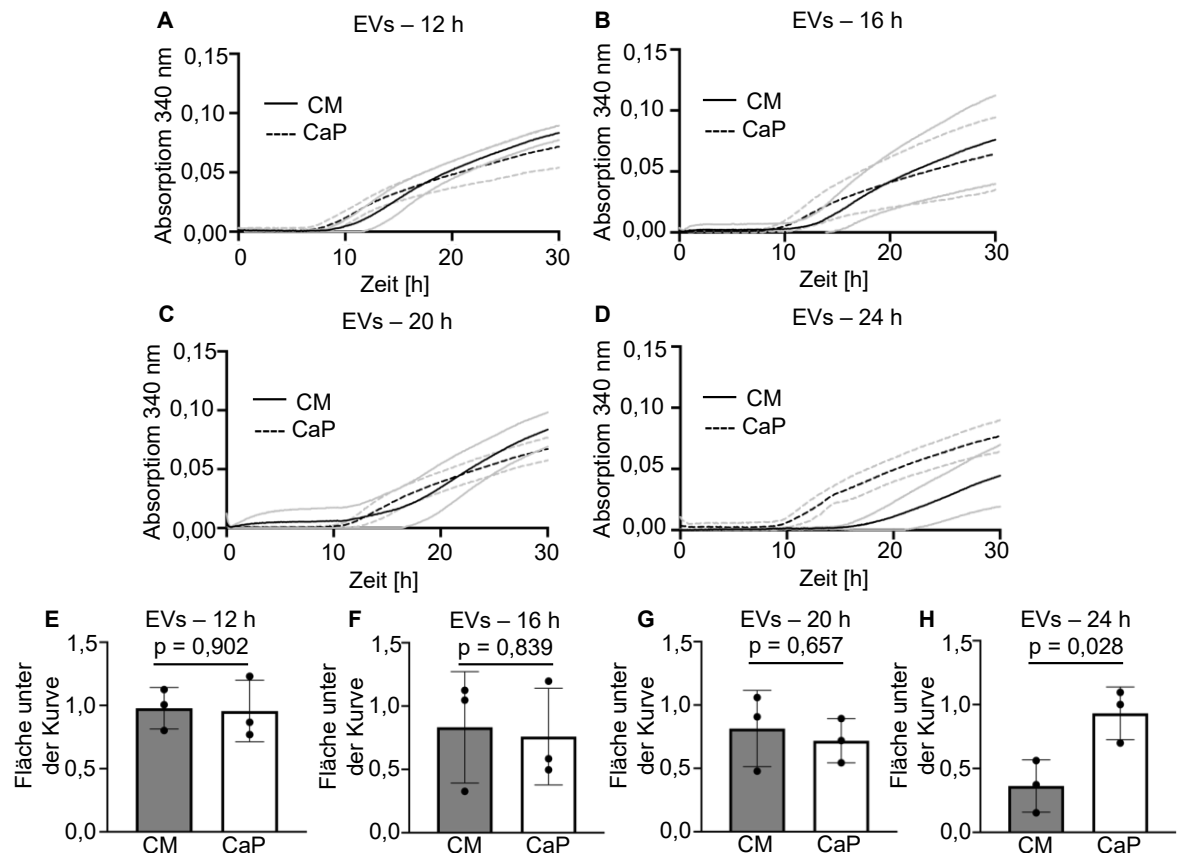 A
EVs – 12 h
Absorptiom 340 nm
0,15
0,10
0,05
0,00
CM
CaP
10
20
30
0
Zeit [h]
B
EVs – 16 h
Absorptiom 340 nm
0,15
0,10
0,05
0,00
CM
CaP
0
10
20
30
Zeit [h]
C
EVs – 20 h
Absorptiom 340 nm
0,15
0,10
0,05
0,00
CM
CaP
0
10
20
30
Zeit [h]
D
EVs – 24 h
Absorptiom 340 nm
0,15
0,10
0,05
0,00
CM
CaP
0
10
20
30
Zeit [h]
E
EVs – 12 h
p = 0,902
Fläche unter
der Kurve
1,5
1,0
0,5
0,0
CM
CaP
F
EVs – 16 h
p = 0,839
Fläche unter
der Kurve
1,5
1,0
0,5
0,0
CM
CaP
G
EVs – 20 h
p = 0,657
Fläche unter
der Kurve
1,5
1,0
0,5
0,0
CM
CaP
H
EVs – 24 h
p = 0,028
Fläche unter
der Kurve
1,5
1,0
0,5
0,0
CM
CaP